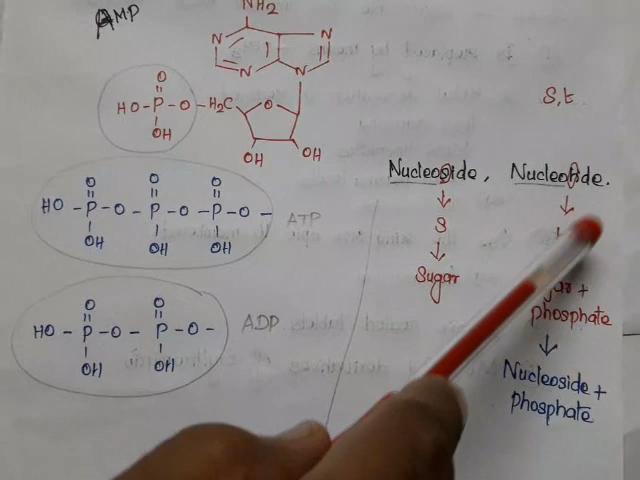 AMP
NH2
N N
N N
O
HO-P-O-H2C O
OH
OH OH
S,t
Nucleoside, Nucleotide.
S
Sugar
phosphate
Nucleoside +
phosphate
O O O
HO-P-O-P-O-P-O-
OH OH OH
ATP
O O
HO-P-O-P-O-
OH OH
ADP